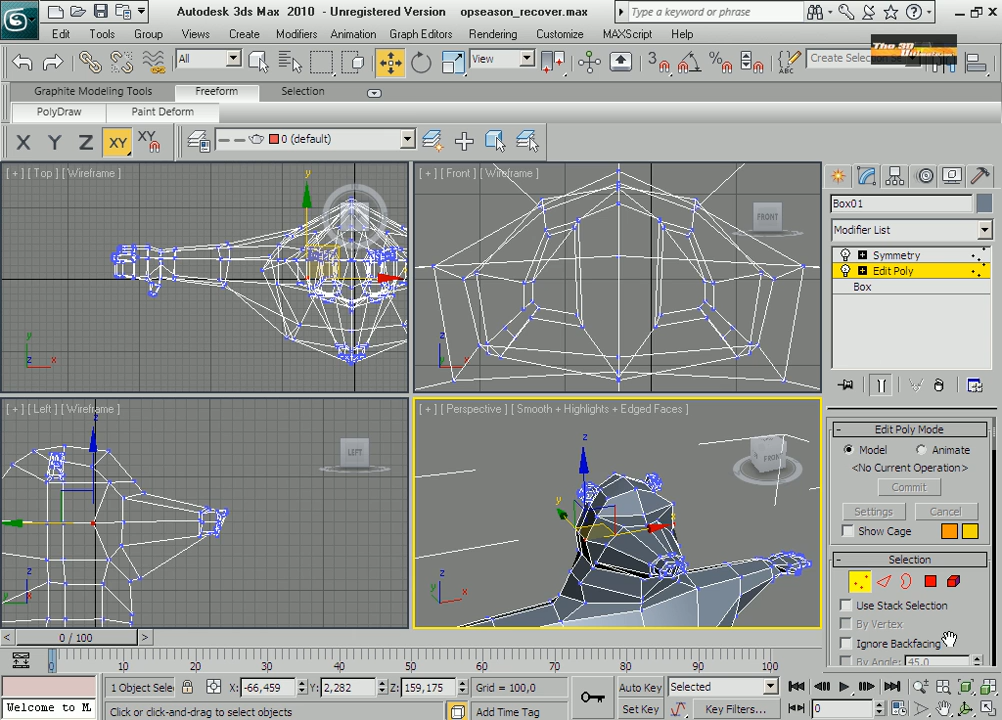 Autodesk 3ds Max 2010 - Unregistered Version opseason_recover.max
Type a keyword or phrase
Edit Tools Group Views Create Modifiers Animation Graph Editors Rendering Customize MAXScript Help
All View 3 ABC Create Selection Se
The 3D
Graphite Modeling Tools Freeform Selection
PolyDraw Paint Deform
X Y Z XY XY 0 (default)
[ + ] [ Top ] [ Wireframe ]
[ + ] [ Front ] [ Wireframe ]
FRONT
Box01
Modifier List
Symmetry
Edit Poly
Box
[ + ] [ Left ] [ Wireframe ]
LEFT
[ + ] [ Perspective ] [ Smooth + Highlights + Edged Faces ]
FRONT
Edit Poly Mode
Model Animate
<No Current Operation>
Commit
Settings Cancel
Show Cage
Selection
Use Stack Selection
By Vertex
Ignore Backfacing
By Angle: 45,0
0 / 100
0 10 20 30 40 50 60 70 80 90 100
1 Object Sele X: -66,459 Y: 2,282 Z: 159,175 Grid = 100,0 Auto Key Selected
Welcome to M. Click or click-and-drag to select objects Add Time Tag Set Key Key Filters... 0